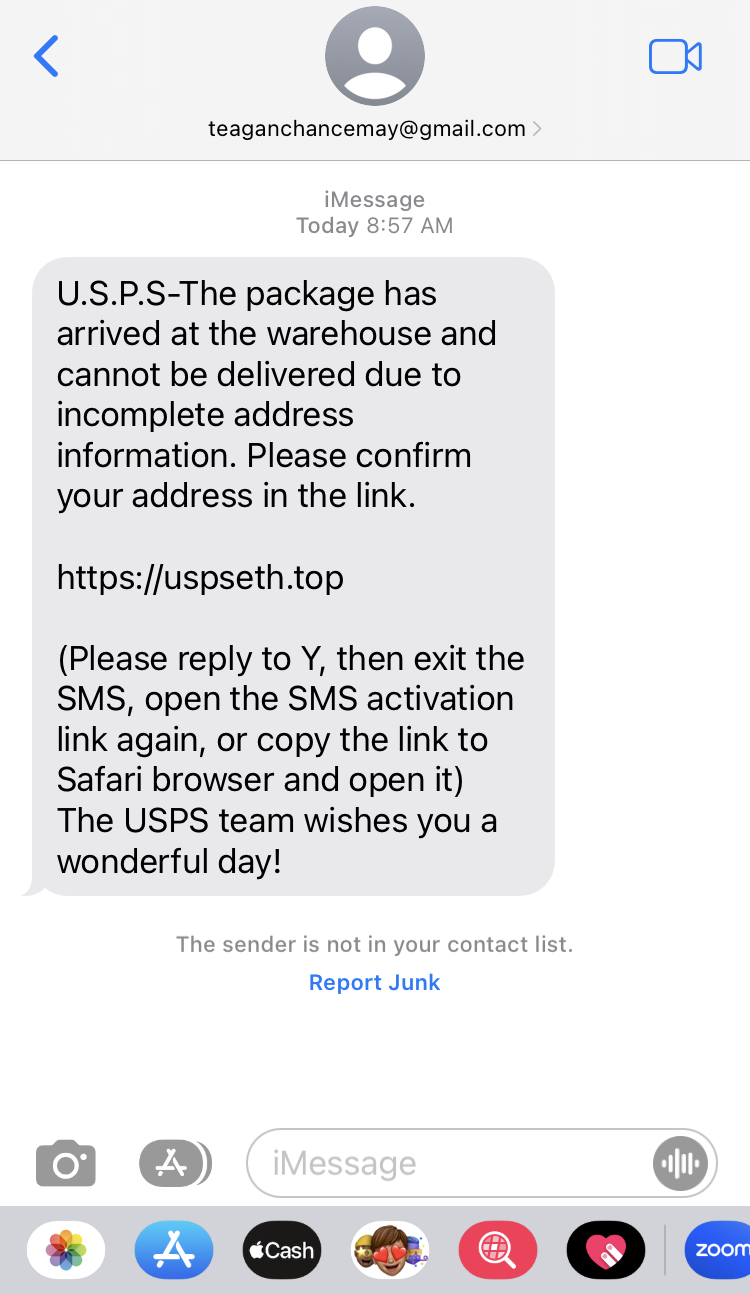 teaganchancemay@gmail.com
iMessage
Today 8:57 AM
U.S.P.S-The package has
arrived at the warehouse and
cannot be delivered due to
incomplete address
information. Please confirm
your address in the link.
https://uspseth.top
(Please reply to Y, then exit the
SMS, open the SMS activation
link again, or copy the link to
Safari browser and open it)
The USPS team wishes you a
wonderful day!
The sender is not in your contact list.
Report Junk
iMessage
Cash
zoom